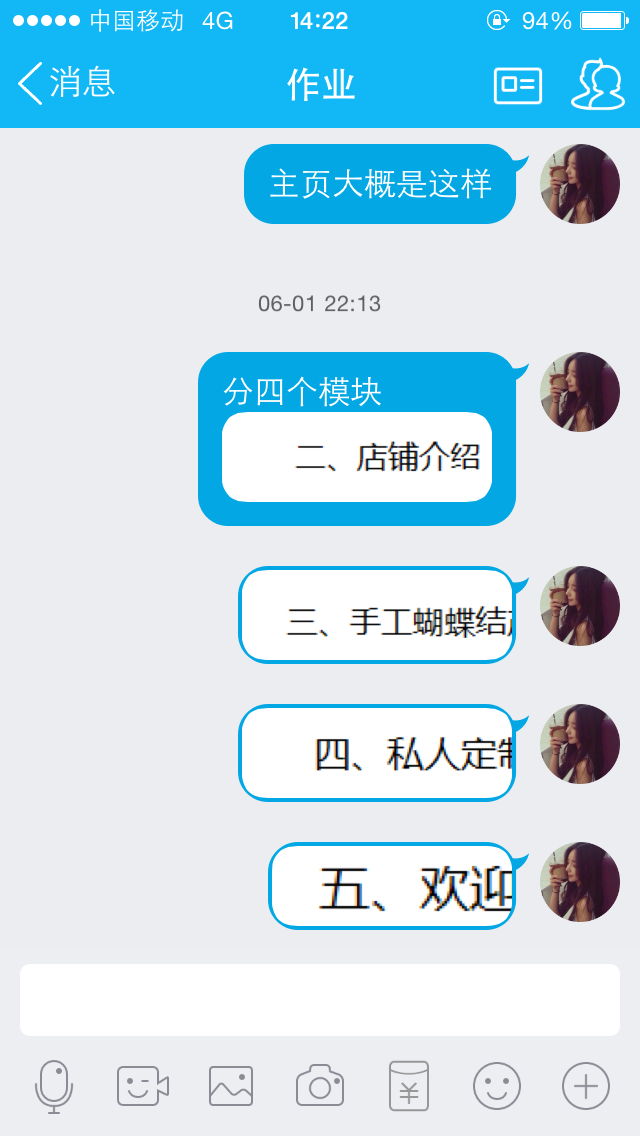 中国移动 4G 14:22 94%
消息 作业
主页大概是这样
06-01 22:13
分四个模块
二、店铺介绍
三、手工蝴蝶结
四、私人定制
五、欢迎